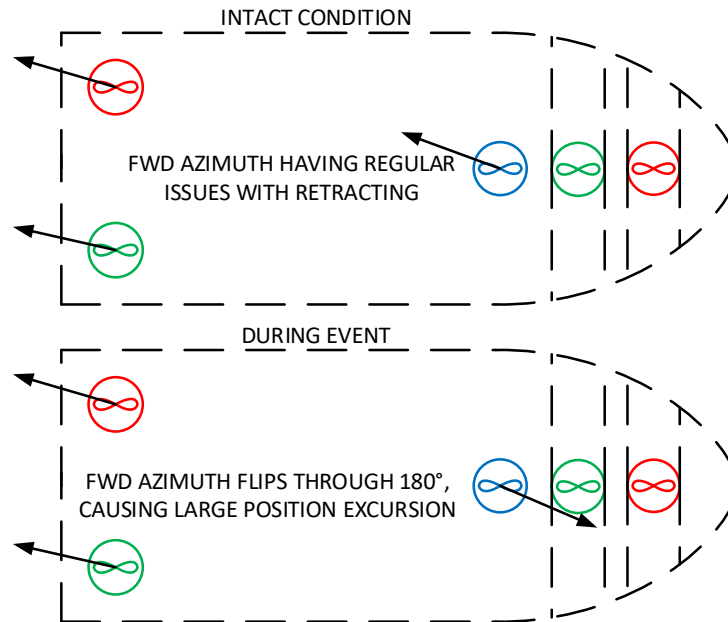 INTACT CONDITION
FWD AZIMUTH HAVING REGULAR
ISSUES WITH RETRACTING
DURING EVENT
FWD AZIMUTH FLIPS THROUGH 180°,
CAUSING LARGE POSITION EXCURSION